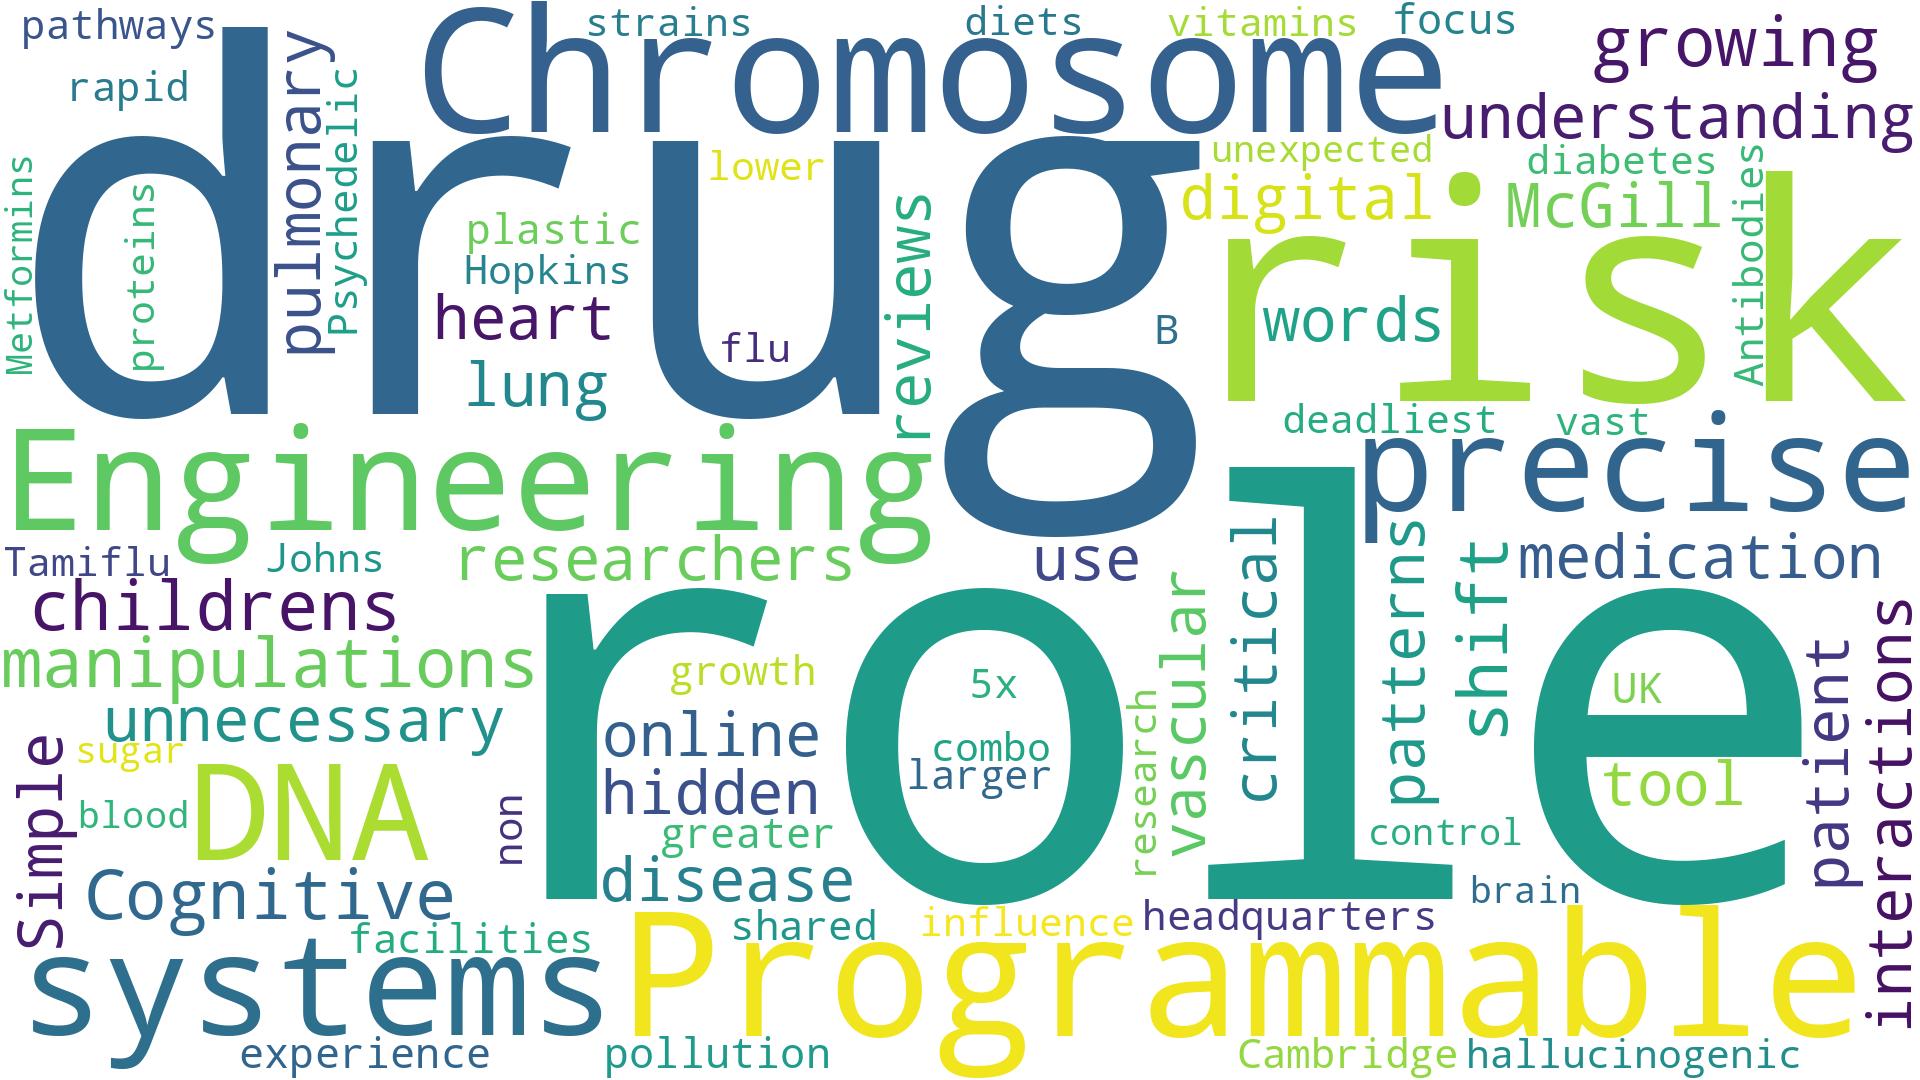 pathways
strains
diets
vitamins
focus
growing
Chromosome
rapid
pulmonary
Psychedelic
understanding
drug
lower
unexpected
diabetes
Metformins
proteins
plastic
reviews
digital
McGill
Antibodies
risk
Hopkins
heart
flu
B
words
lung
deadliest
vast
Engineering
precise
Tamiflu
Johns
researchers
use
critical
patterns
shift
medication
childrens
role
manipulations
growth
5x
vascular
UK
patient
interactions
unnecessary
online
combo
research
sugar
Simple
DNA
hidden
larger
tool
blood
non
greater
control
Cognitive
disease
brain
facilities
shared
influence
headquarters
systems
Programmable
experience
pollution
Cambridge
hallucinogenic